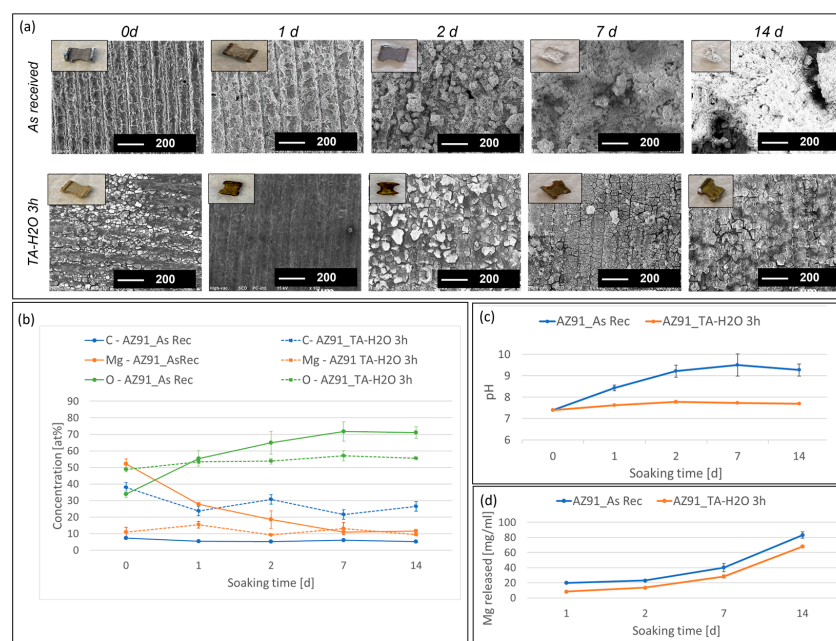 (a)
0d 1 d 2 d 7 d 14 d
As received
200 200 200 200 200
TA-H2O 3h
200 200 200 200 200
(b)
C - AZ91_As Rec C- AZ91_TA-H2O 3h
Mg - AZ91_AsRec Mg - AZ91 TA-H2O 3h
O - AZ91_As Rec O - AZ91_TA-H2O 3h
Concentration [at%]
90
80
70
60
50
40
30
20
10
0
0 1 2 7 14
Soaking time [d]
(c)
AZ91_As Rec AZ91_TA-H2O 3h
pH
10
9
8
7
6
0 1 2 7 14
Soaking time [d]
(d)
AZ91_As Rec AZ91_TA-H2O 3h
Mg released [mg/ml]
100
80
60
40
20
0
1 2 7 14
Soaking time [d]